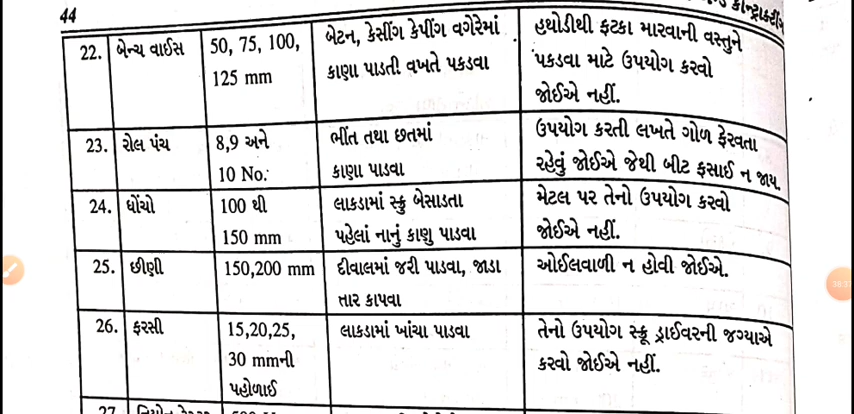 44
કોન્ટ્રાક્ટીંગ
22. બેન્ચ વાઈસ 50, 75, 100, બેટન, કેસીંગ કેપીંગ વગેરેમાં હથોડીથી ફટકા મારવાની વસ્તુને
125 mm કાણા પાડતી વખતે પકડવા પકડવા માટે ઉપયોગ કરવો
જોઈએ નહીં.
23. રોલ પંચ 8,9 અને ભીંત તથા છતમાં ઉપયોગ કરતી લખતે ગોળ ફેરવતા
10 No. કાણા પાડવા રહેવું જોઈએ જેથી બીટ ફસાઈ ન જાય.
24. ધોંચો 100 થી લાકડામાં સ્ક્રુ બેસાડતા મેટલ પર તેનો ઉપયોગ કરવો
150 mm પહેલાં નાનું કાણુ પાડવા જોઈએ નહીં.
25. છીણી 150,200 mm દીવાલમાં જરી પાડવા, જાડા ઓઈલવાળી ન હોવી જોઈએ.
તાર કાપવા
26. ફરસી 15,20,25, લાકડામાં ખાંચા પાડવા તેનો ઉપયોગ સ્ક્રૂ ડ્રાઈવરની જગ્યાએ
30 mmની કરવો જોઈએ નહીં.
પહોળાઈ
27